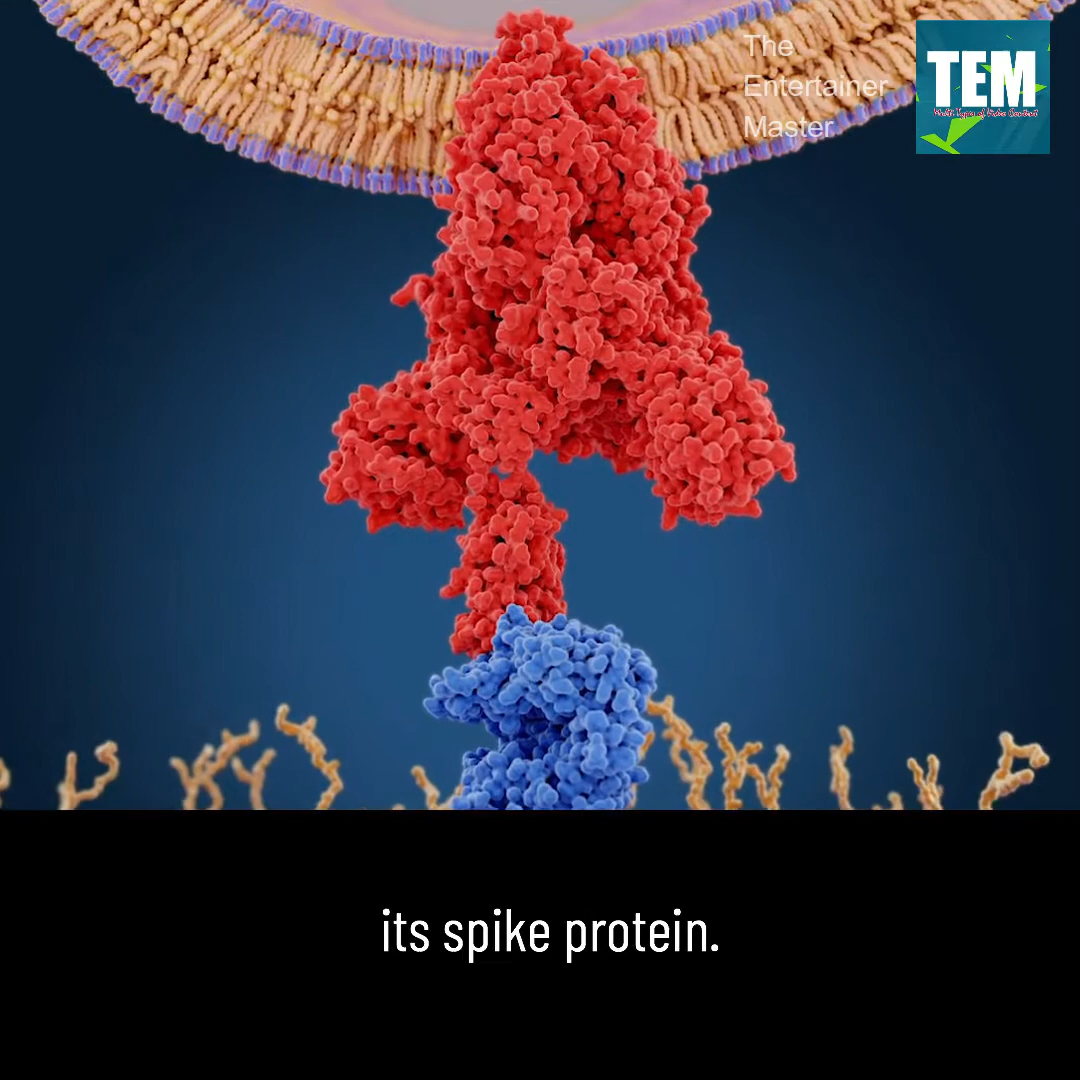 The
Entertainer
Master
TEM
its spike protein.